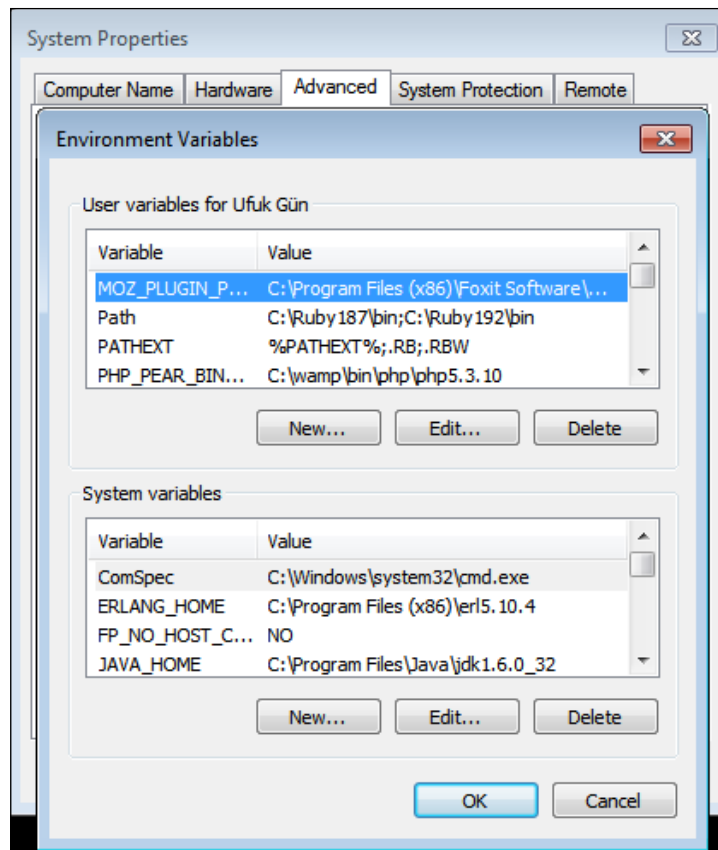 System Properties
Computer Name Hardware Advanced System Protection Remote
Environment Variables
User variables for Ufuk Gün
Variable Value
MOZ_PLUGIN_P... C:\Program Files (x86)\Foxit Software\...
Path C:\Ruby187\bin;C:\Ruby192\bin
PATHEXT %PATHEXT%;.RB;.RBW
PHP_PEAR_BIN... C:\wamp\bin\php\php5.3.10
New... Edit... Delete
System variables
Variable Value
ComSpec C:\Windows\system32\cmd.exe
ERLANG_HOME C:\Program Files (x86)\erl5.10.4
FP_NO_HOST_C... NO
JAVA_HOME C:\Program Files\Java\jdk1.6.0_32
New... Edit... Delete
OK Cancel